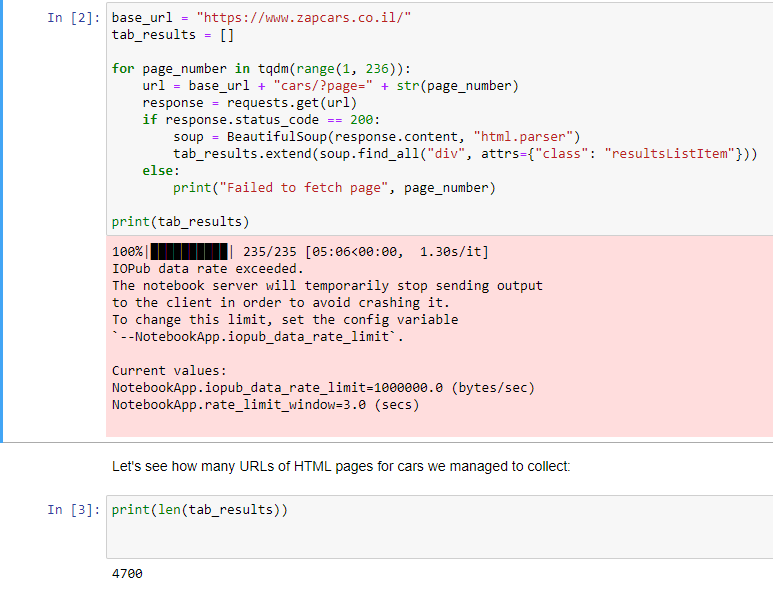 In [2]: base_url = "https://www.zapcars.co.il/"
tab_results = []
for page_number in tqdm(range(1, 236)):
    url = base_url + "cars/?page=" + str(page_number)
    response = requests.get(url)
    if response.status_code == 200:
        soup = BeautifulSoup(response.content, "html.parser")
        tab_results.extend(soup.find_all("div", attrs={"class": "resultsListItem"}))
    else:
        print("Failed to fetch page", page_number)
print(tab_results)
100%|██████████| 235/235 [05:06<00:00,  1.30s/it]
IOPub data rate exceeded.
The notebook server will temporarily stop sending output
to the client in order to avoid crashing it.
To change this limit, set the config variable
`--NotebookApp.iopub_data_rate_limit`.
Current values:
NotebookApp.iopub_data_rate_limit=1000000.0 (bytes/sec)
NotebookApp.rate_limit_window=3.0 (secs)
Let's see how many URLs of HTML pages for cars we managed to collect:
In [3]: print(len(tab_results))
4700